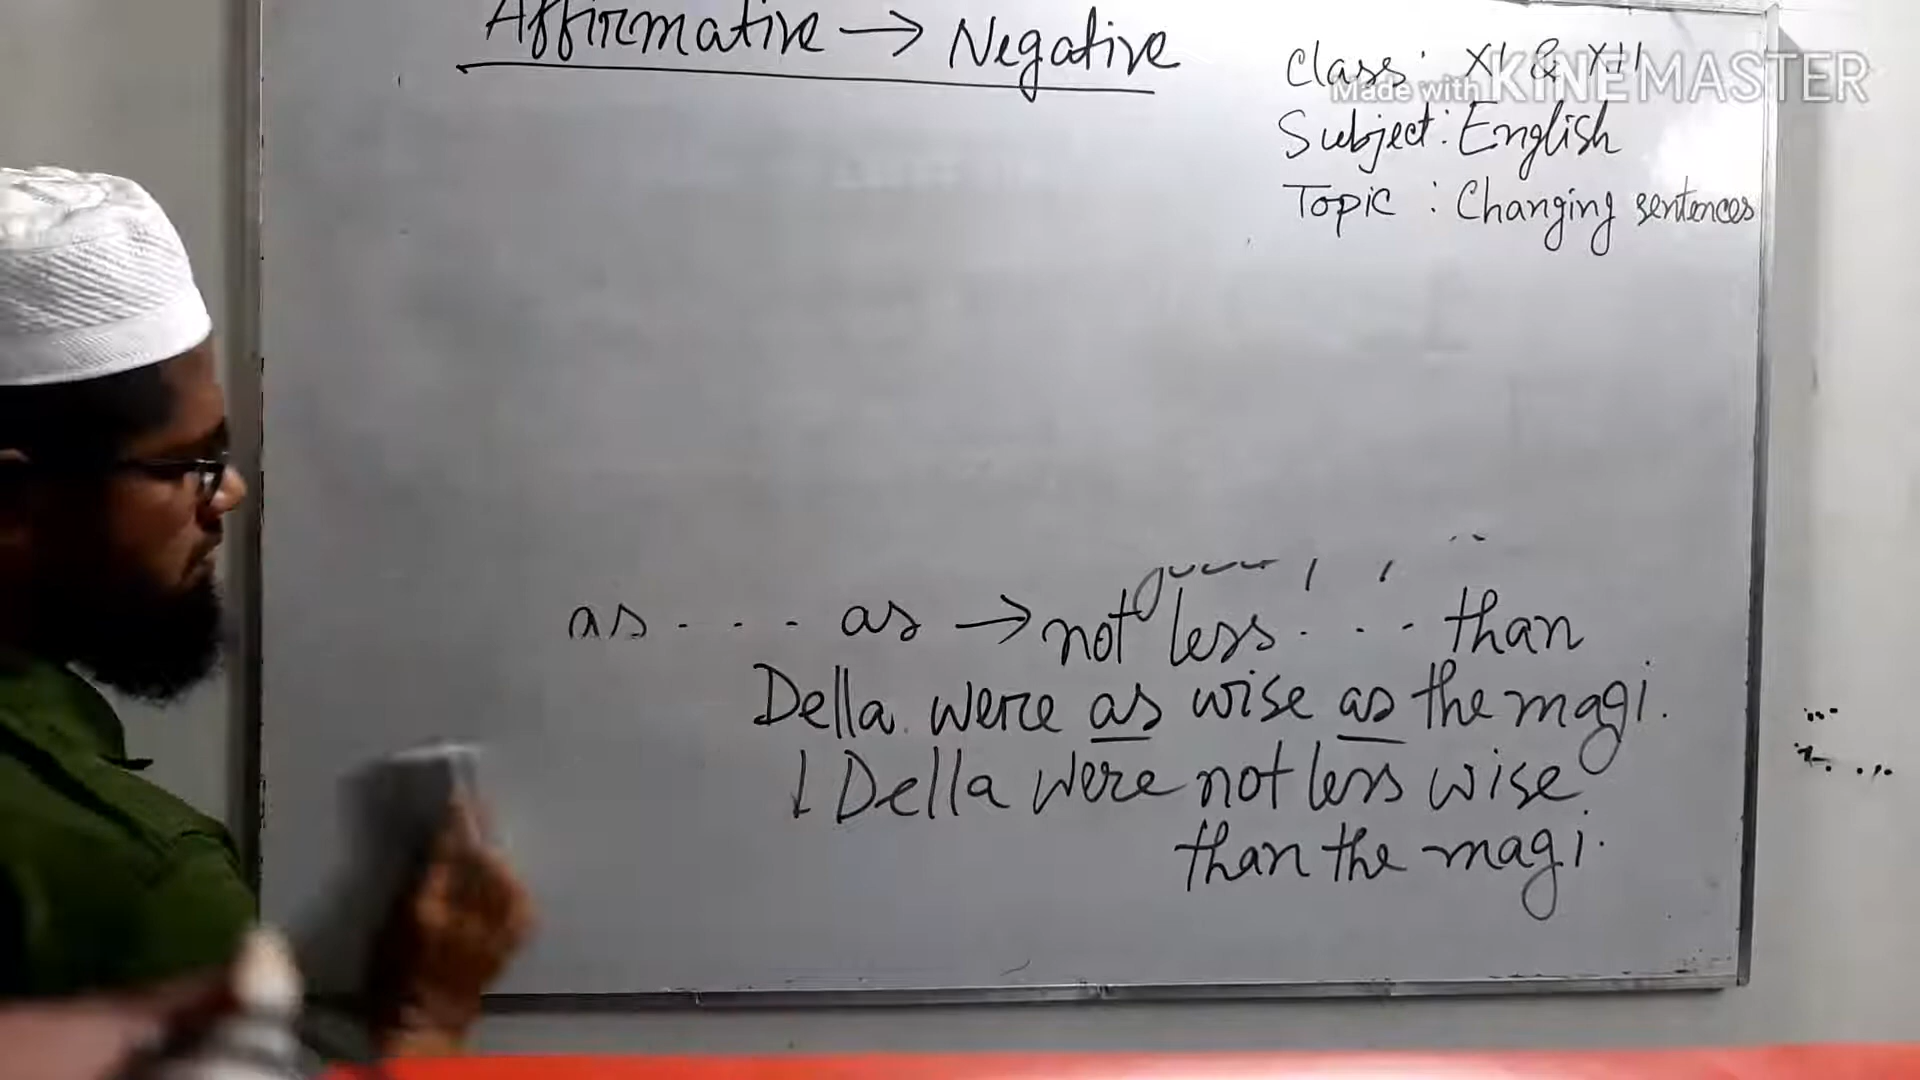 Affirmative → Negative
Class: XI & XII
Made with KINEMASTER
Subject: English
Topic : Changing sentences
as . . . as → not less . . . than
Della were as wise as the magi.
↓ Della were not less wise
than the magi.